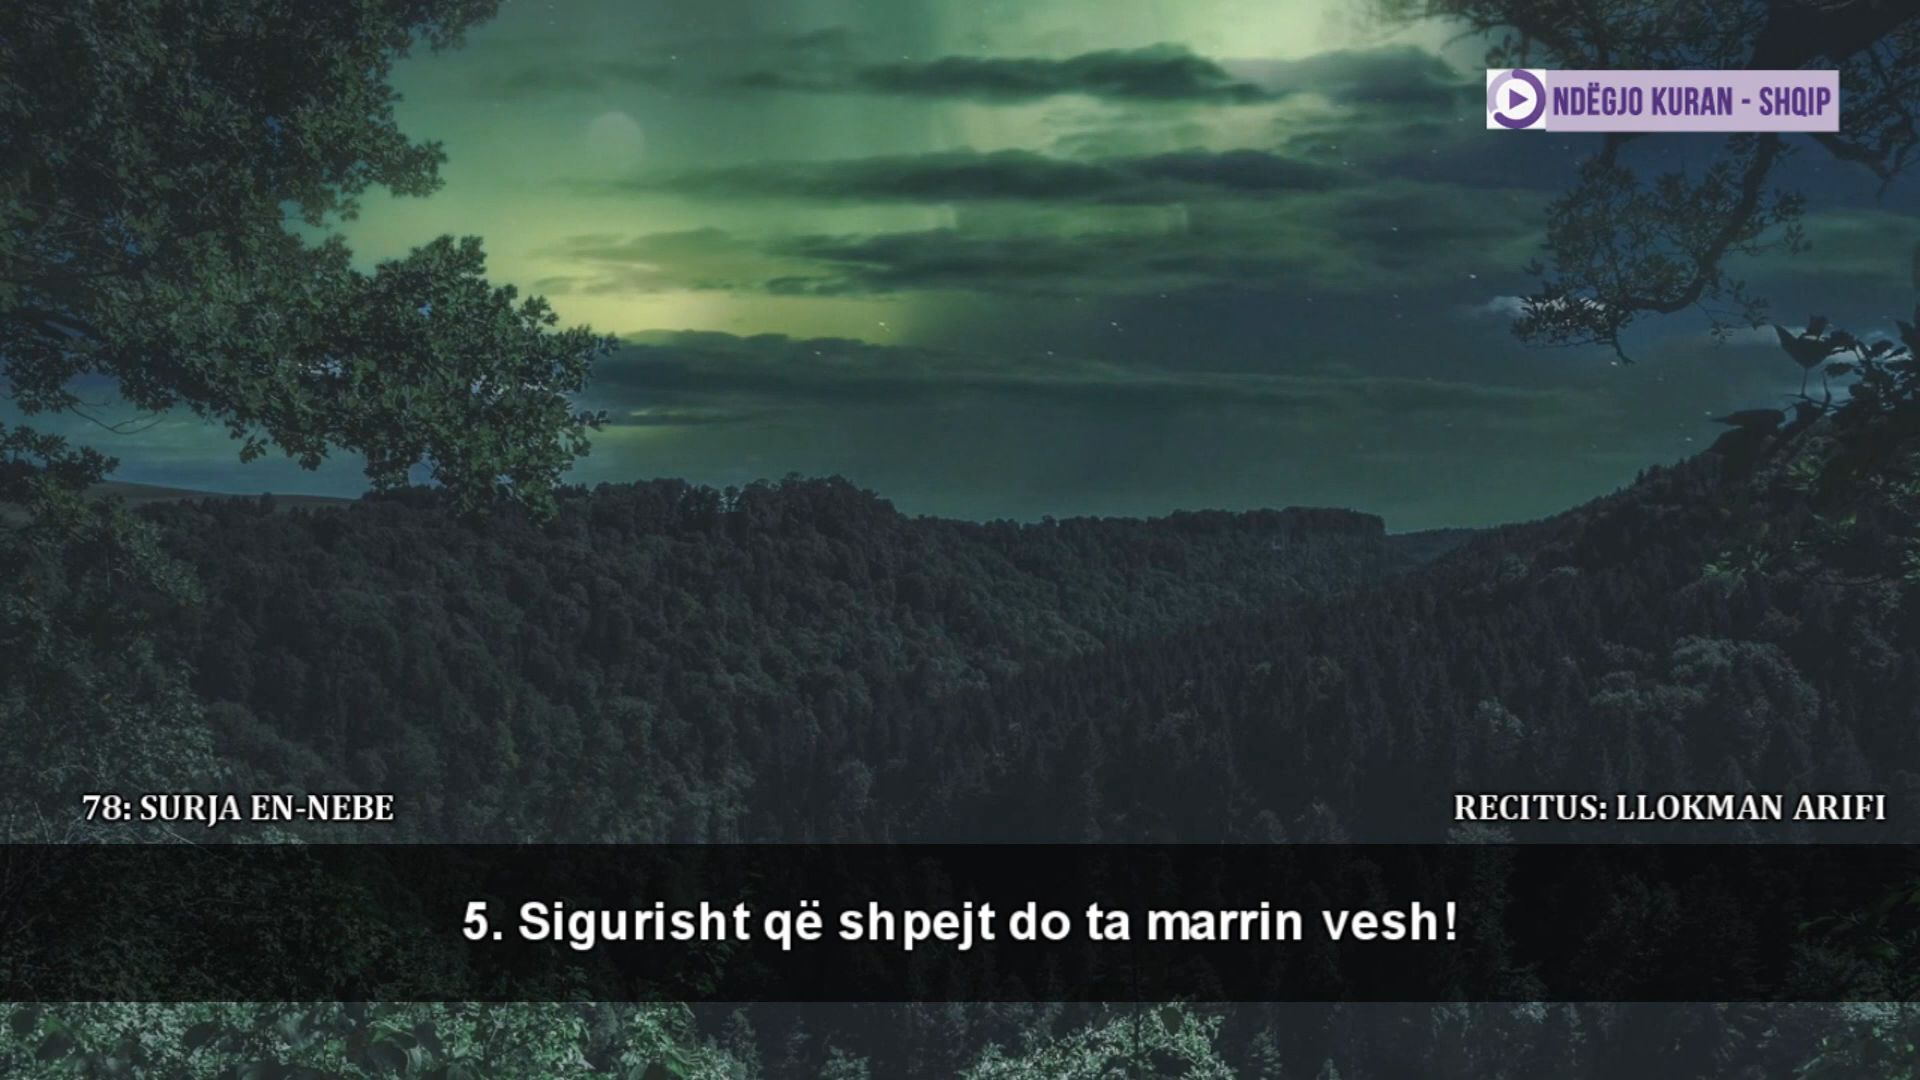 NDËGJO KURAN - SHQIP
78: SURJA EN-NEBE
RECITUS: LLOKMAN ARIFI
5. Sigurisht që shpejt do ta marrin vesh!